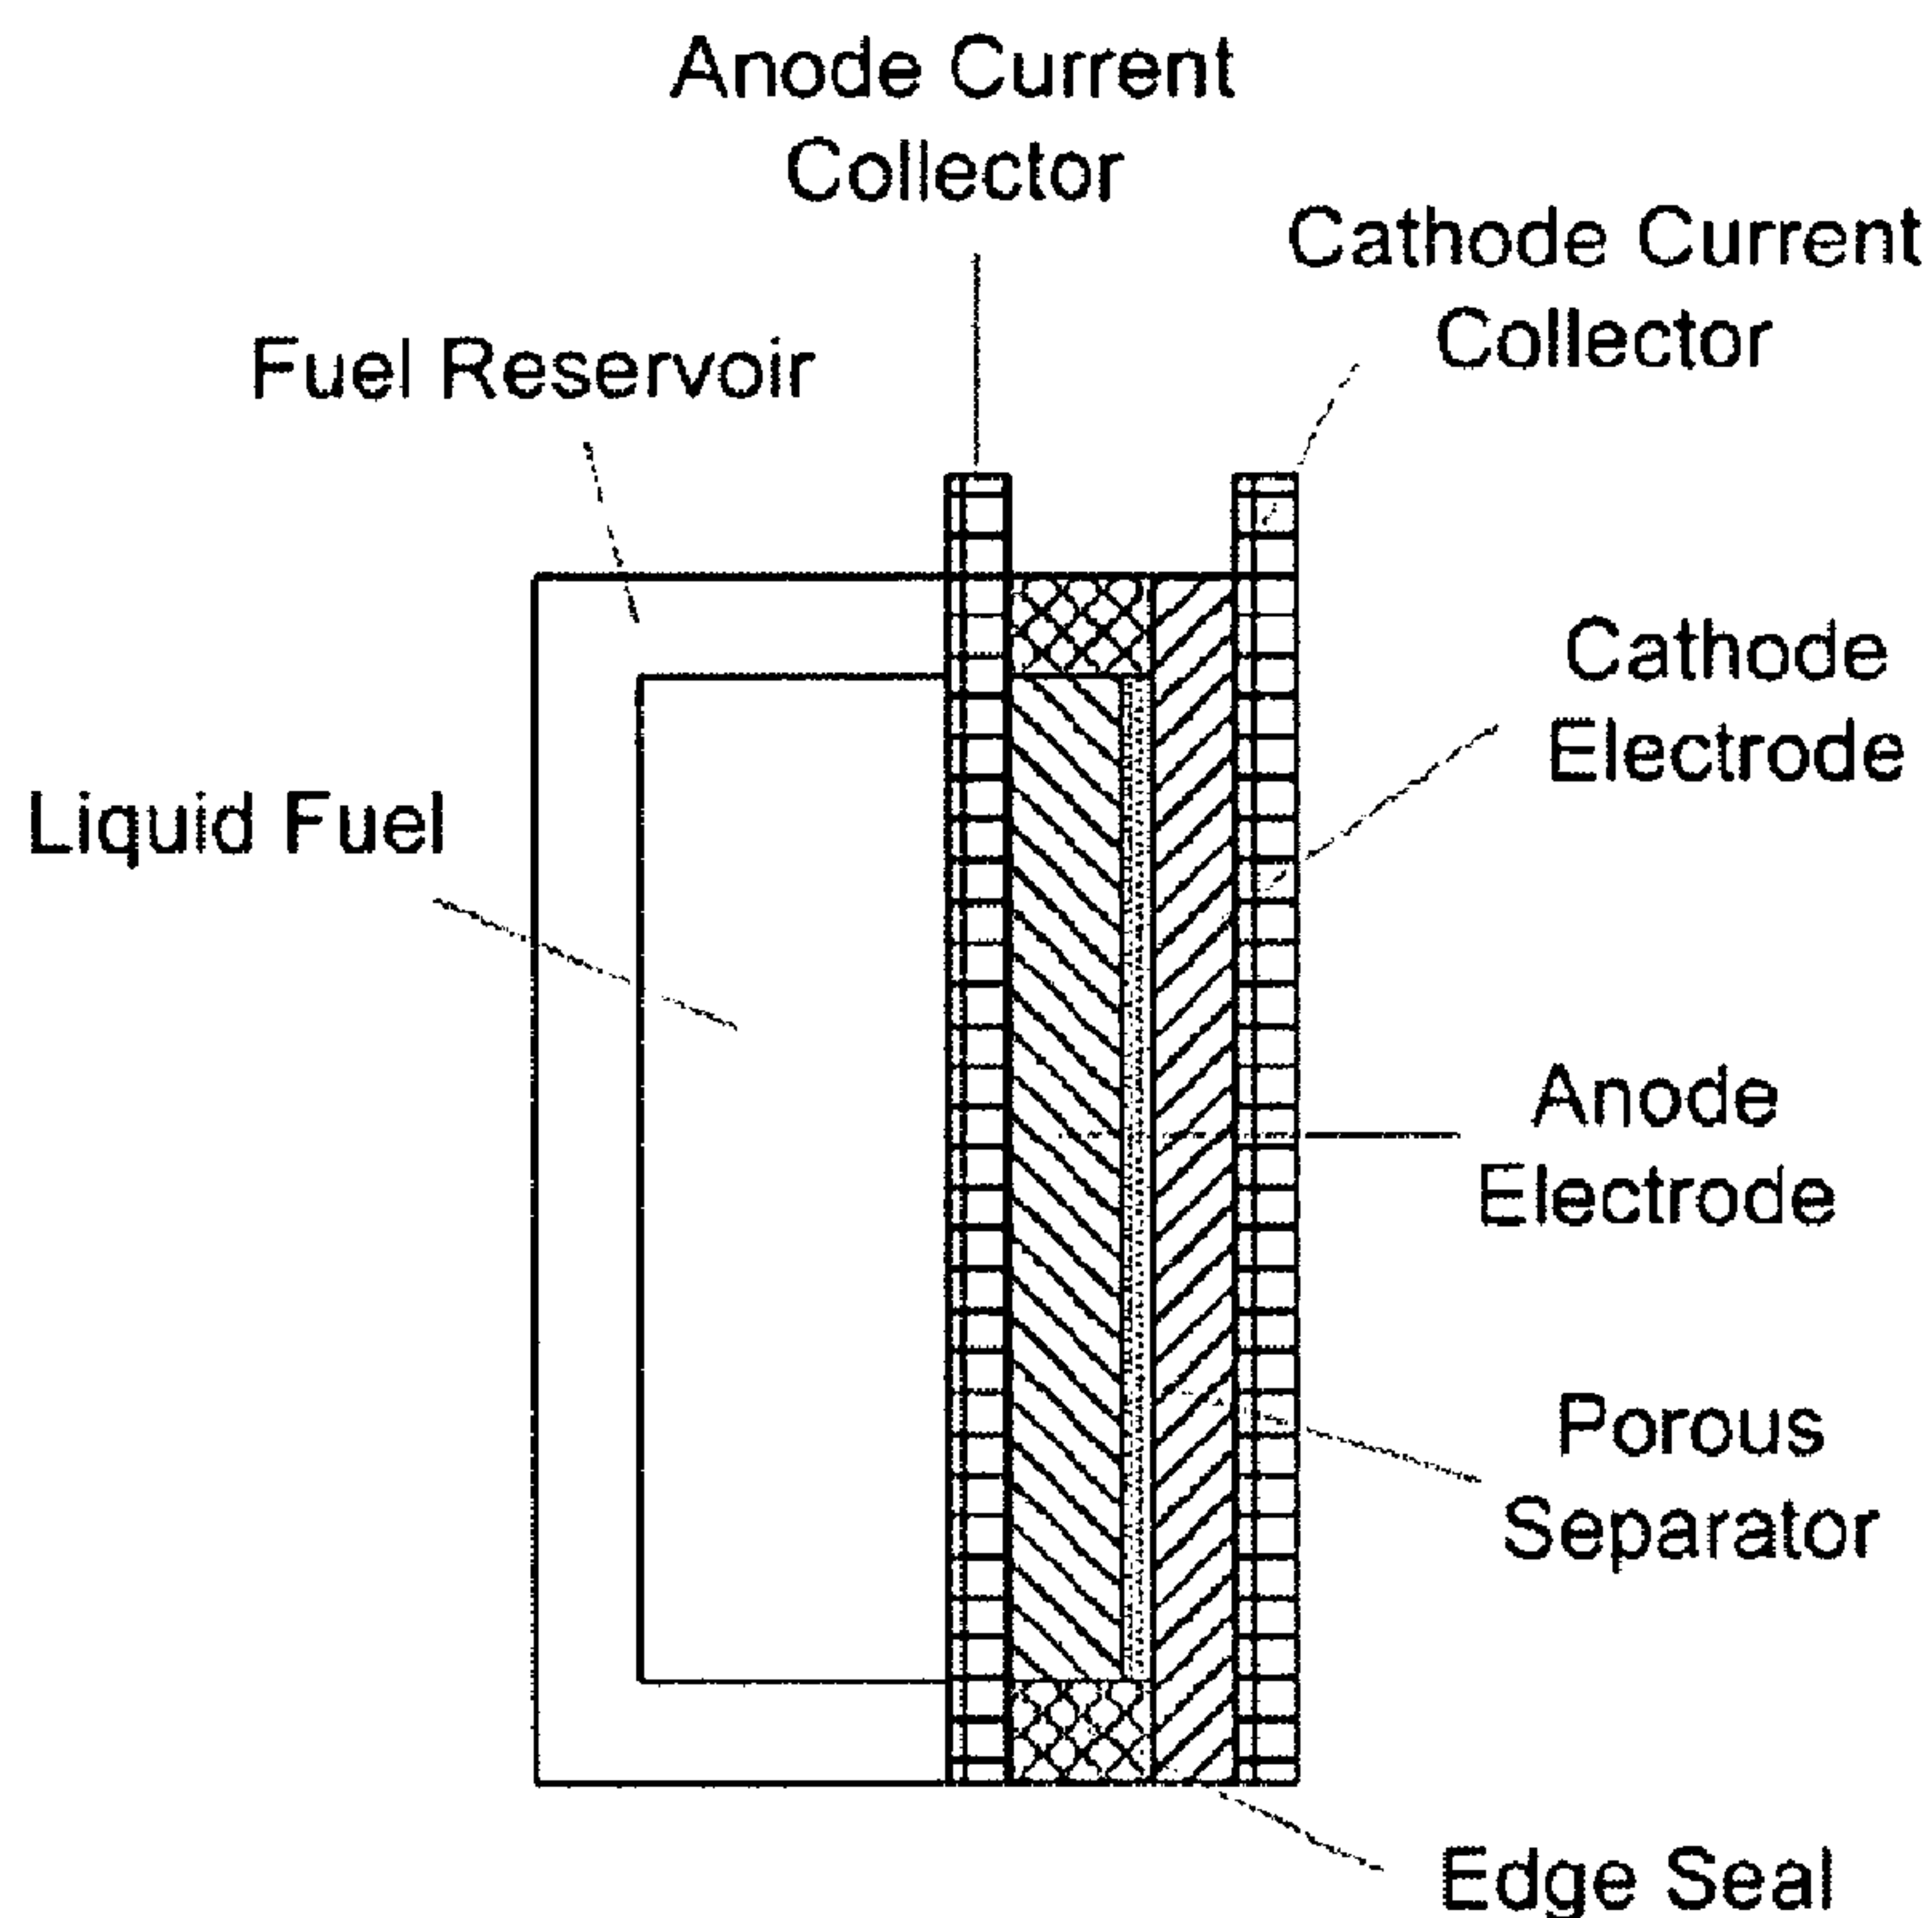 Anode Current
Collector
Cathode Current
Collector
Fuel Reservoir
Cathode
Electrode
Liquid Fuel
Anode
Electrode
Porous
Separator
Edge Seal